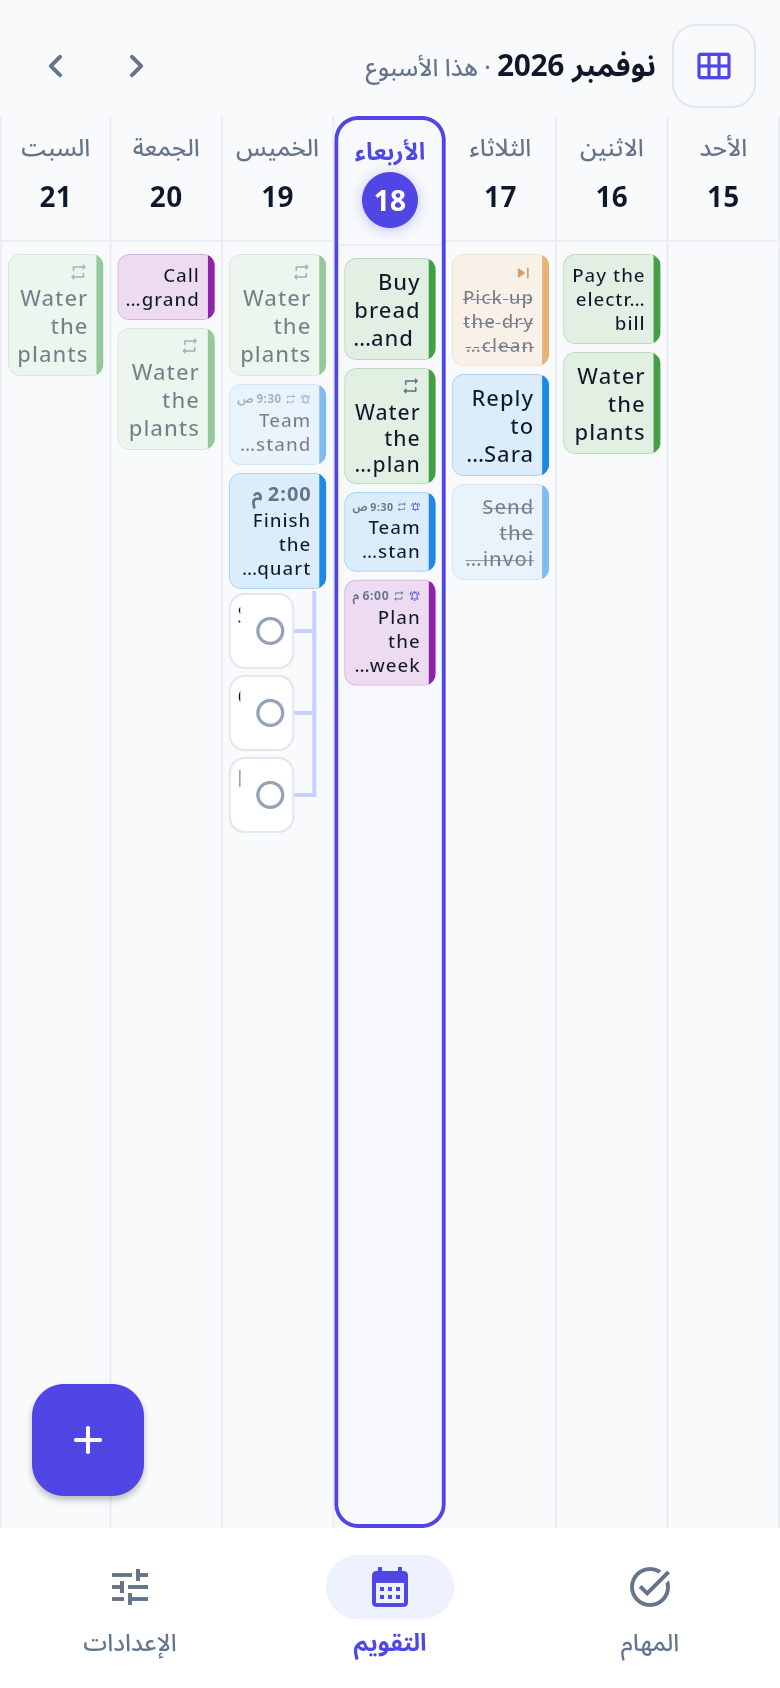 نوفمبر 2026 · هذا الأسبوع
الأحد
15
الاثنين
16
Pay the
electr...
bill
Water
the
plants
الثلاثاء
17
Pick up
the dry
clean...
Reply
to
Sara...
Send
the
invoi...
الأربعاء
18
Buy
bread
and...
Water
the
plan...
9:30 ص
Team
stan...
6:00 م
Plan
the
week...
الخميس
19
Water
the
plants
9:30 ص
Team
stand...
2:00 م
Finish
the
quart...
الجمعة
20
Call
grand...
Water
the
plants
السبت
21
Water
the
plants
المهام
التقويم
الإعدادات